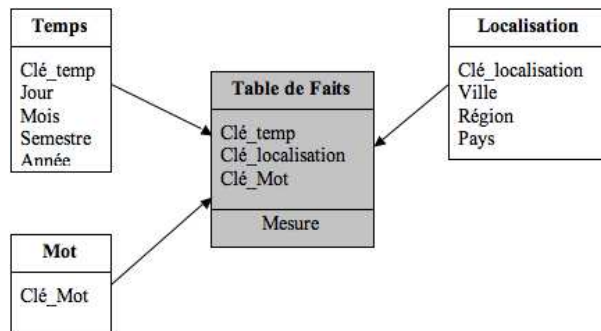 Temps
Clé_temp
Jour
Mois
Semestre
Année
Table de Faits
Clé_temp
Clé_localisation
Clé_Mot
Mesure
Localisation
Clé_localisation
Ville
Région
Pays
Mot
Clé_Mot